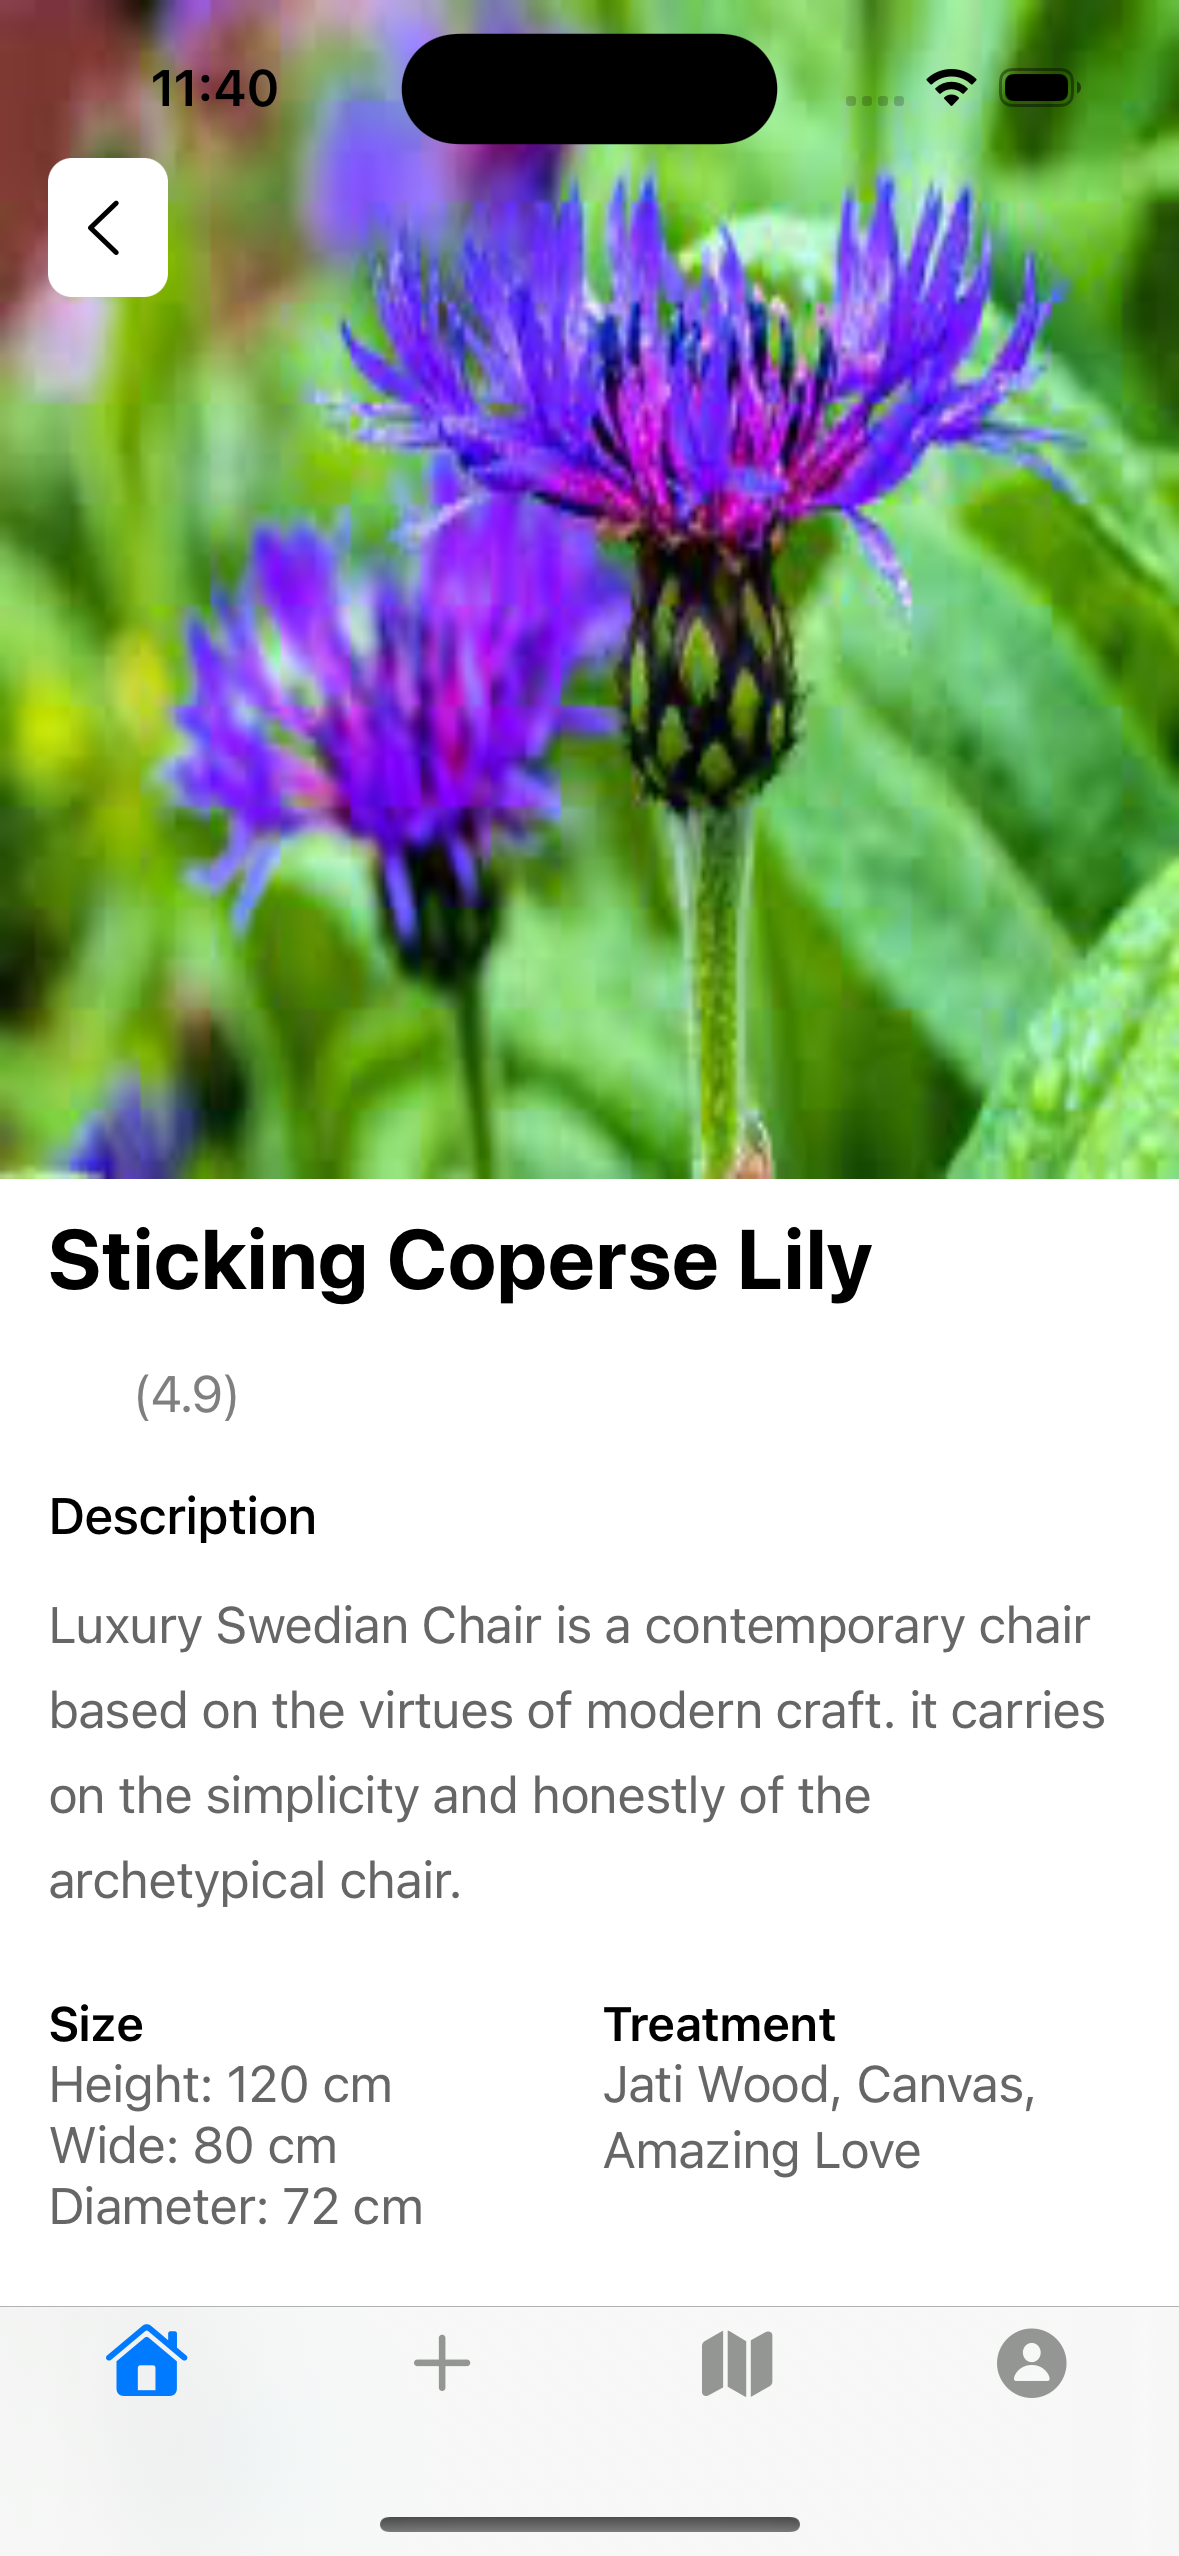 11:40
Sticking Coperse Lily
(4.9)
Description
Luxury Swedian Chair is a contemporary chair
based on the virtues of modern craft. it carries
on the simplicity and honestly of the
archetypical chair.
Size
Height: 120 cm
Wide: 80 cm
Diameter: 72 cm
Treatment
Jati Wood, Canvas,
Amazing Love